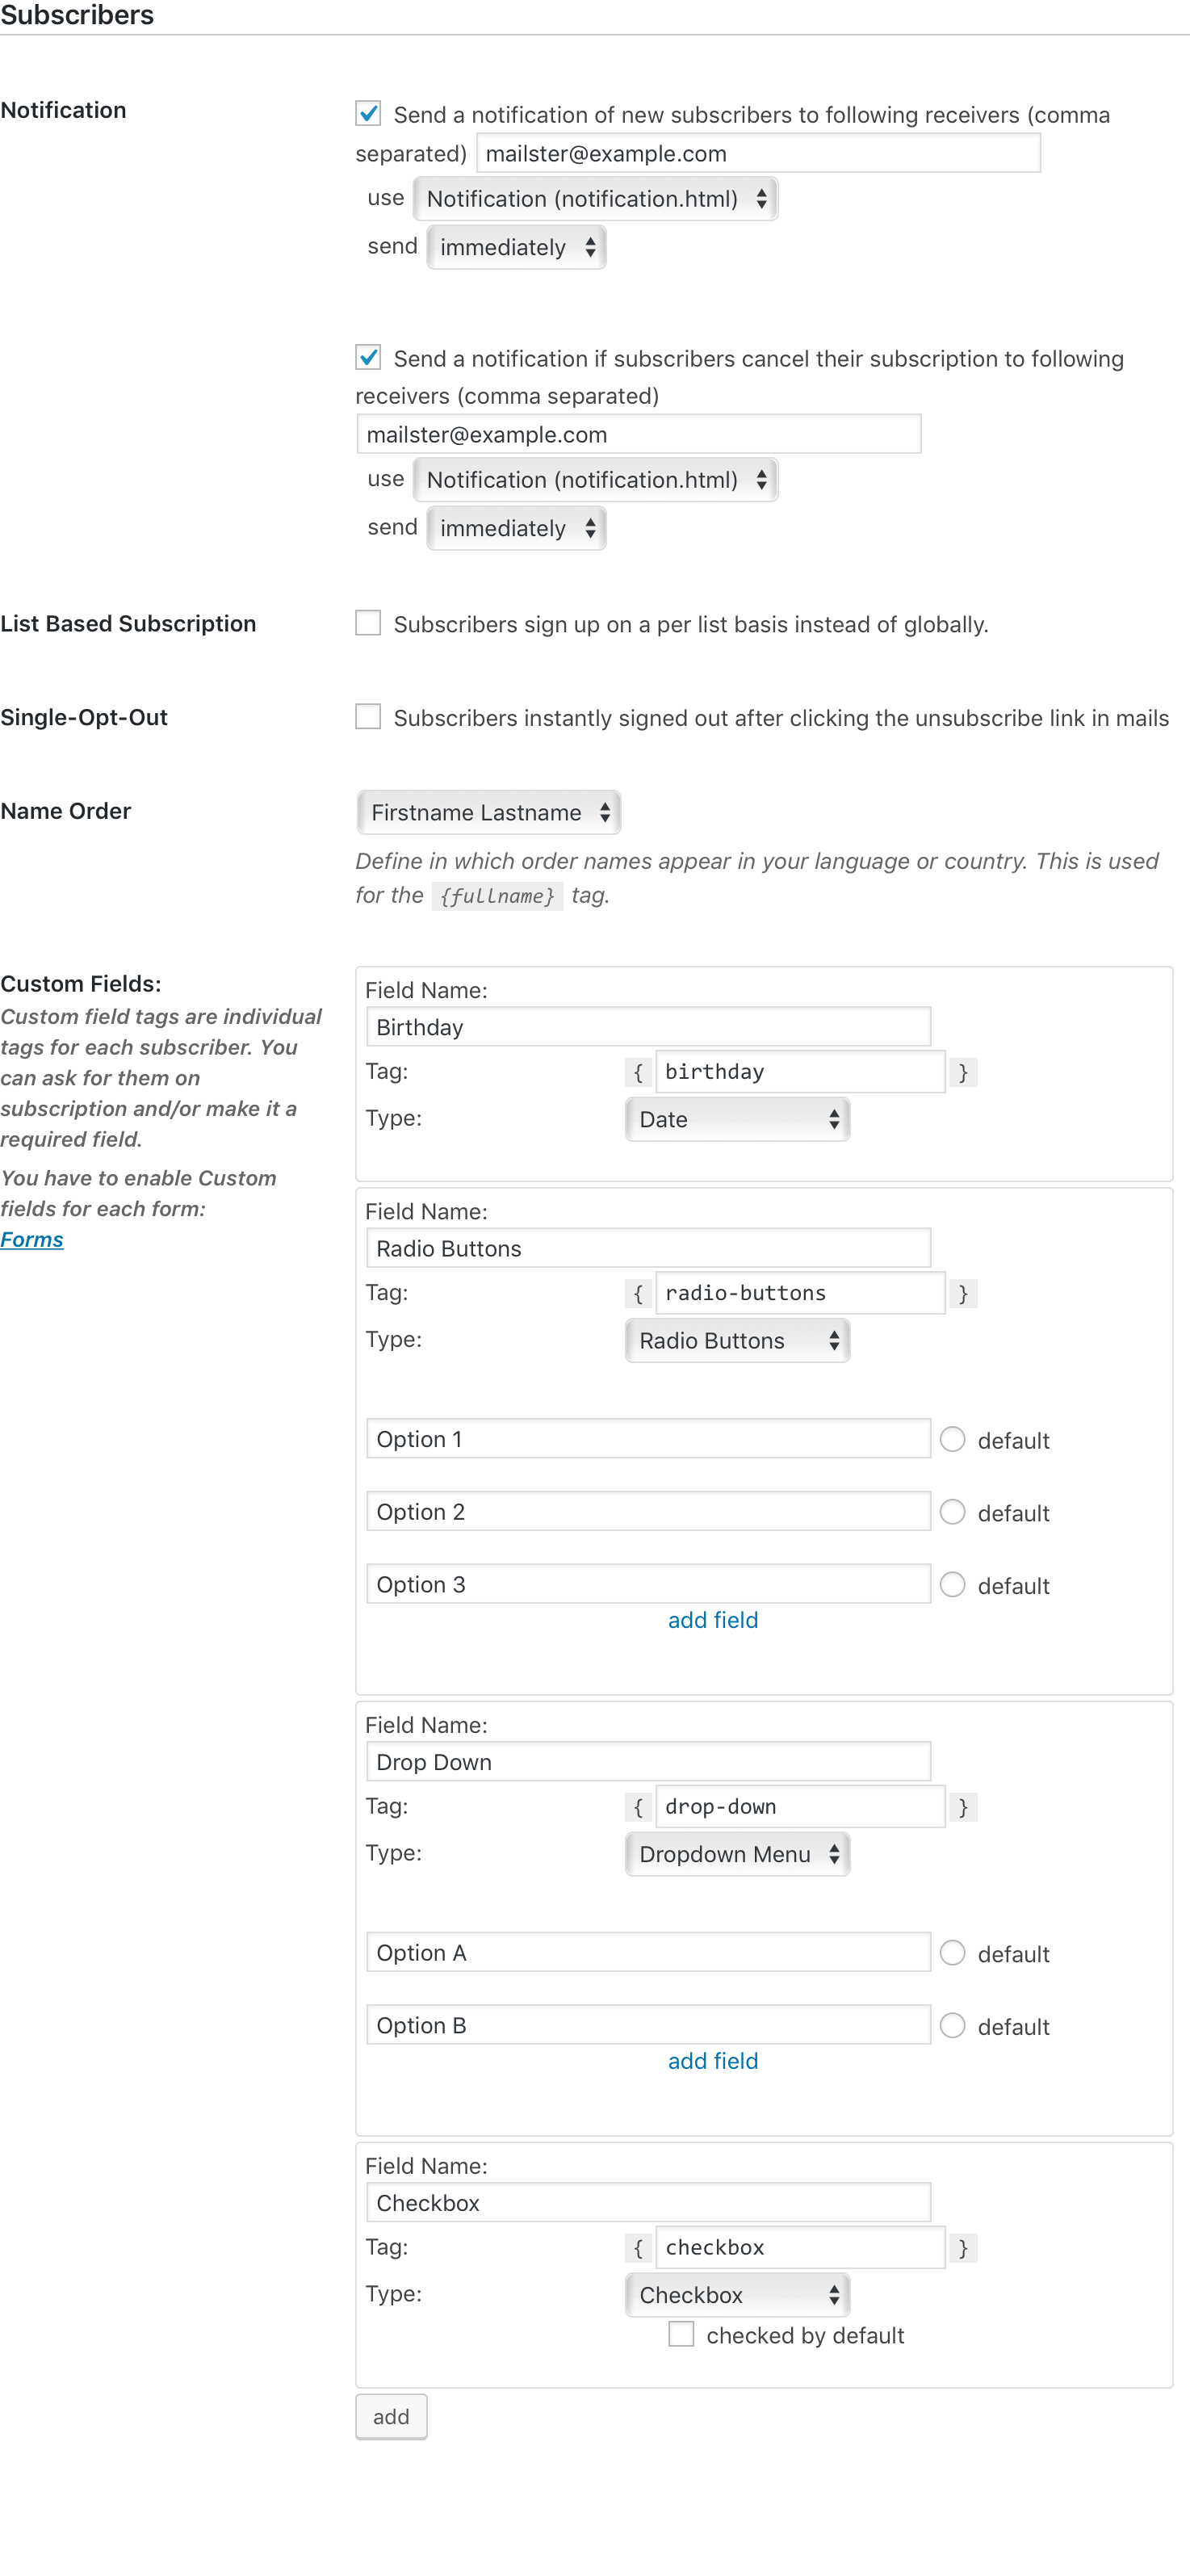 Subscribers
Notification
Send a notification of new subscribers to following receivers (comma
separated) mailster@example.com
use Notification (notification.html)
send immediately
Send a notification if subscribers cancel their subscription to following
receivers (comma separated)
mailster@example.com
use Notification (notification.html)
send immediately
List Based Subscription
Subscribers sign up on a per list basis instead of globally.
Single-Opt-Out
Subscribers instantly signed out after clicking the unsubscribe link in mails
Name Order
Firstname Lastname
Define in which order names appear in your language or country. This is used
for the {fullname} tag.
Custom Fields:
Custom field tags are individual
tags for each subscriber. You
can ask for them on
subscription and/or make it a
required field.
You have to enable Custom
fields for each form:
Forms
Field Name:
Birthday
Tag: { birthday }
Type: Date
Field Name:
Radio Buttons
Tag: { radio-buttons }
Type: Radio Buttons
Option 1 default
Option 2 default
Option 3 default
add field
Field Name:
Drop Down
Tag: { drop-down }
Type: Dropdown Menu
Option A default
Option B default
add field
Field Name:
Checkbox
Tag: { checkbox }
Type: Checkbox
checked by default
add